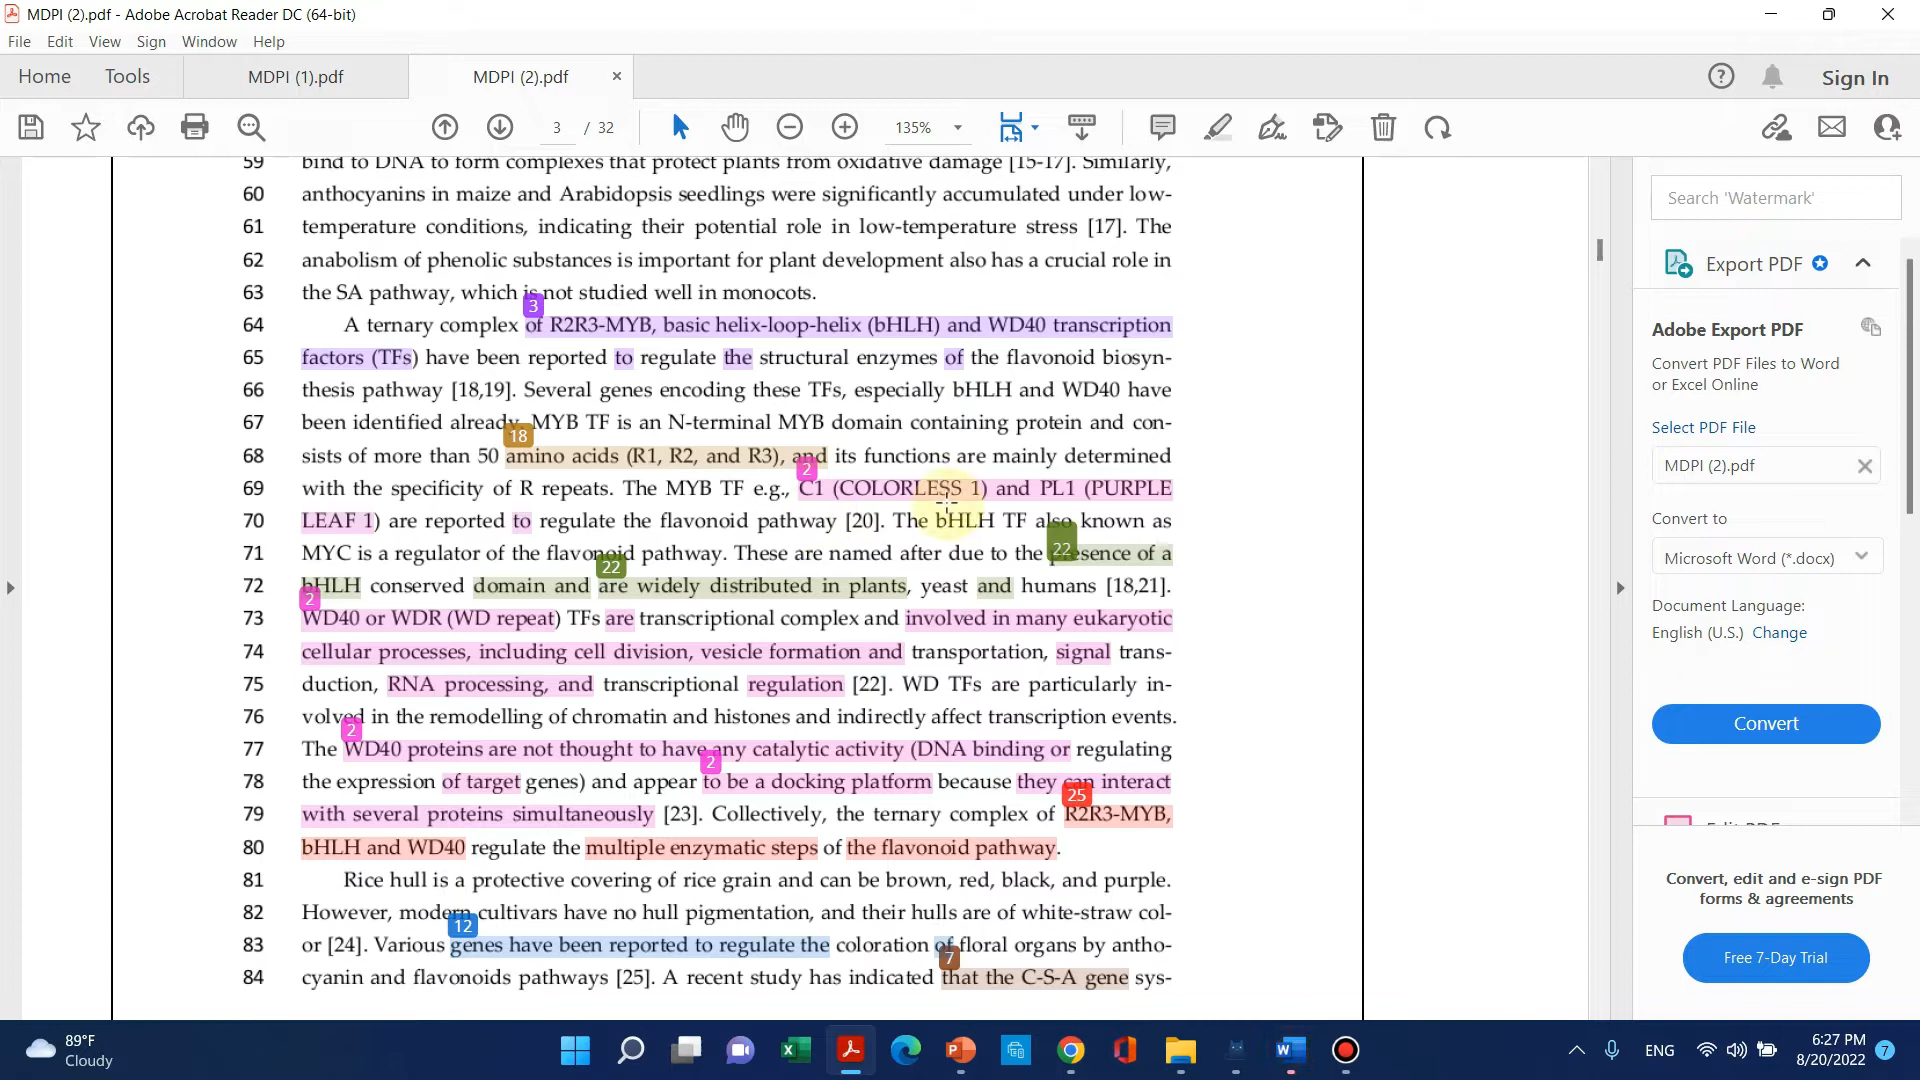 MDPI (2).pdf - Adobe Acrobat Reader DC (64-bit)
File Edit View Sign Window Help
Home Tools MDPI (1).pdf MDPI (2).pdf × Sign In
3 / 32 135%
59 bind to DNA to form complexes that protect plants from oxidative damage [15-17]. Similarly,
60 anthocyanins in maize and Arabidopsis seedlings were significantly accumulated under low-
61 temperature conditions, indicating their potential role in low-temperature stress [17]. The
62 anabolism of phenolic substances is important for plant development also has a crucial role in
63 the SA pathway, which is not studied well in monocots.
3
64 A ternary complex of R2R3-MYB, basic helix-loop-helix (bHLH) and WD40 transcription
65 factors (TFs) have been reported to regulate the structural enzymes of the flavonoid biosyn-
66 thesis pathway [18,19]. Several genes encoding these TFs, especially bHLH and WD40 have
67 been identified already. MYB TF is an N-terminal MYB domain containing protein and con-
18
68 sists of more than 50 amino acids (R1, R2, and R3), and its functions are mainly determined
2
69 with the specificity of R repeats. The MYB TF e.g., C1 (COLORLESS 1) and PL1 (PURPLE
70 LEAF 1) are reported to regulate the flavonoid pathway [20]. The bHLH TF also known as
22
71 MYC is a regulator of the flavonoid pathway. These are named after due to the presence of a
22
72 bHLH conserved domain and are widely distributed in plants, yeast and humans [18,21].
2
73 WD40 or WDR (WD repeat) TFs are transcriptional complex and involved in many eukaryotic
74 cellular processes, including cell division, vesicle formation and transportation, signal trans-
75 duction, RNA processing, and transcriptional regulation [22]. WD TFs are particularly in-
76 volved in the remodelling of chromatin and histones and indirectly affect transcription events.
2
77 The WD40 proteins are not thought to have any catalytic activity (DNA binding or regulating
2
78 the expression of target genes) and appear to be a docking platform because they can interact
25
79 with several proteins simultaneously [23]. Collectively, the ternary complex of R2R3-MYB,
80 bHLH and WD40 regulate the multiple enzymatic steps of the flavonoid pathway.
81 Rice hull is a protective covering of rice grain and can be brown, red, black, and purple.
82 However, modern cultivars have no hull pigmentation, and their hulls are of white-straw col-
12
83 or [24]. Various genes have been reported to regulate the coloration of floral organs by antho-
7
84 cyanin and flavonoids pathways [25]. A recent study has indicated that the C-S-A gene sys-
Search 'Watermark'
Export PDF
Adobe Export PDF
Convert PDF Files to Word
or Excel Online
Select PDF File
MDPI (2).pdf
Convert to
Microsoft Word (*.docx)
Document Language:
English (U.S.) Change
Convert
Convert, edit and e-sign PDF
forms & agreements
Free 7-Day Trial
89°F
Cloudy
ENG
6:27 PM
8/20/2022
7